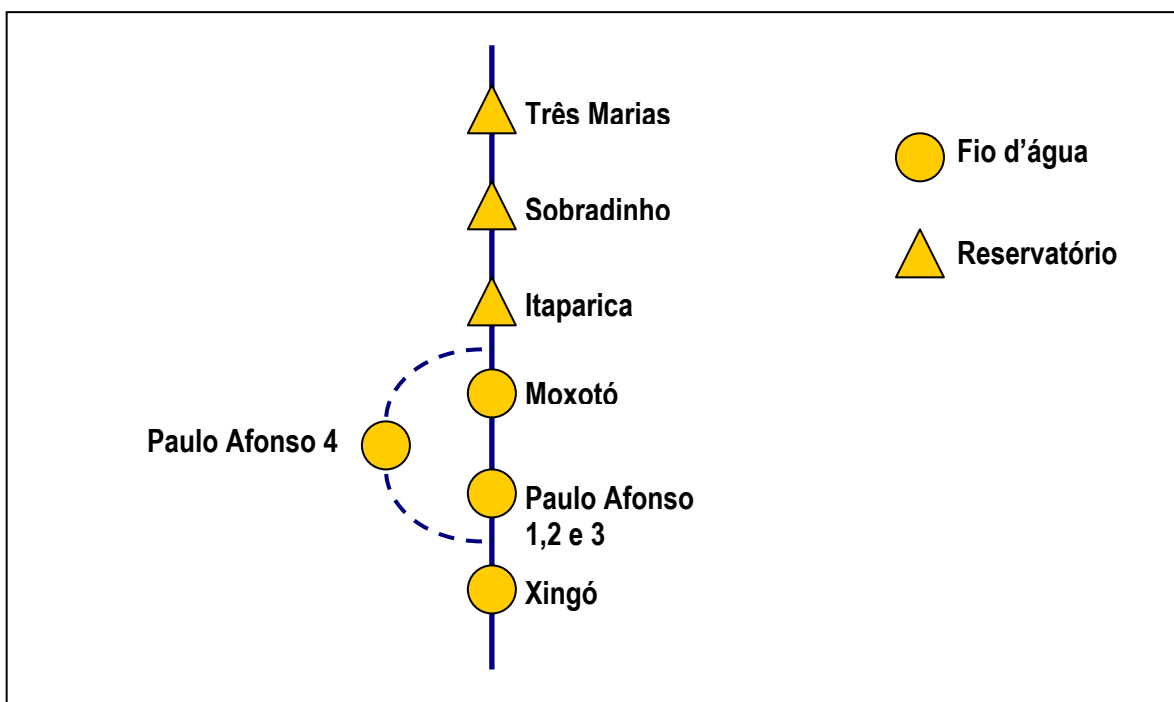 Três Marias
Fio d'água
Sobradinho
Reservatório
Itaparica
Moxotó
Paulo Afonso 4
Paulo Afonso
1,2 e 3
Xingó